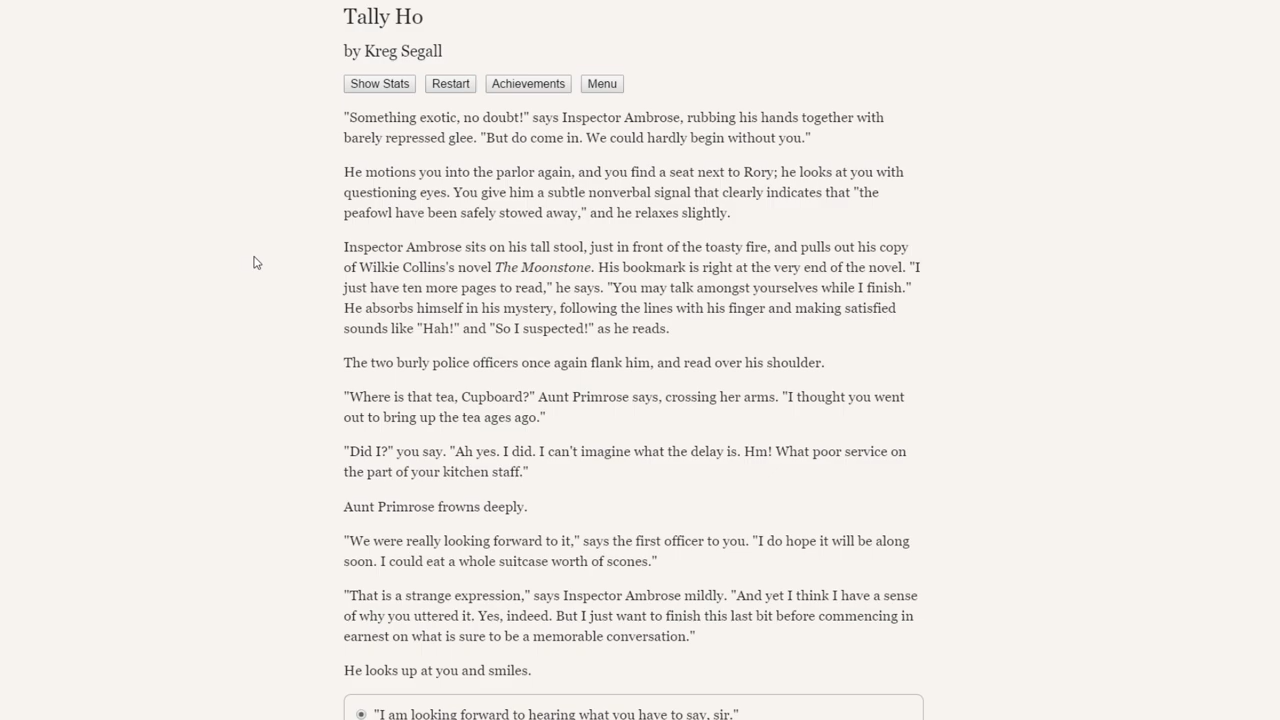 Tally Ho
by Kreg Segall
Show Stats Restart Achievements Menu
"Something exotic, no doubt!" says Inspector Ambrose, rubbing his hands together with
barely repressed glee. "But do come in. We could hardly begin without you."
He motions you into the parlor again, and you find a seat next to Rory; he looks at you with
questioning eyes. You give him a subtle nonverbal signal that clearly indicates that "the
peafowl have been safely stowed away," and he relaxes slightly.
Inspector Ambrose sits on his tall stool, just in front of the toasty fire, and pulls out his copy
of Wilkie Collins's novel The Moonstone. His bookmark is right at the very end of the novel. "I
just have ten more pages to read," he says. "You may talk amongst yourselves while I finish."
He absorbs himself in his mystery, following the lines with his finger and making satisfied
sounds like "Hah!" and "So I suspected!" as he reads.
The two burly police officers once again flank him, and read over his shoulder.
"Where is that tea, Cupboard?" Aunt Primrose says, crossing her arms. "I thought you went
out to bring up the tea ages ago."
"Did I?" you say. "Ah yes. I did. I can't imagine what the delay is. Hm! What poor service on
the part of your kitchen staff."
Aunt Primrose frowns deeply.
"We were really looking forward to it," says the first officer to you. "I do hope it will be along
soon. I could eat a whole suitcase worth of scones."
"That is a strange expression," says Inspector Ambrose mildly. "And yet I think I have a sense
of why you uttered it. Yes, indeed. But I just want to finish this last bit before commencing in
earnest on what is sure to be a memorable conversation."
He looks up at you and smiles.
"I am looking forward to hearing what you have to say, sir."